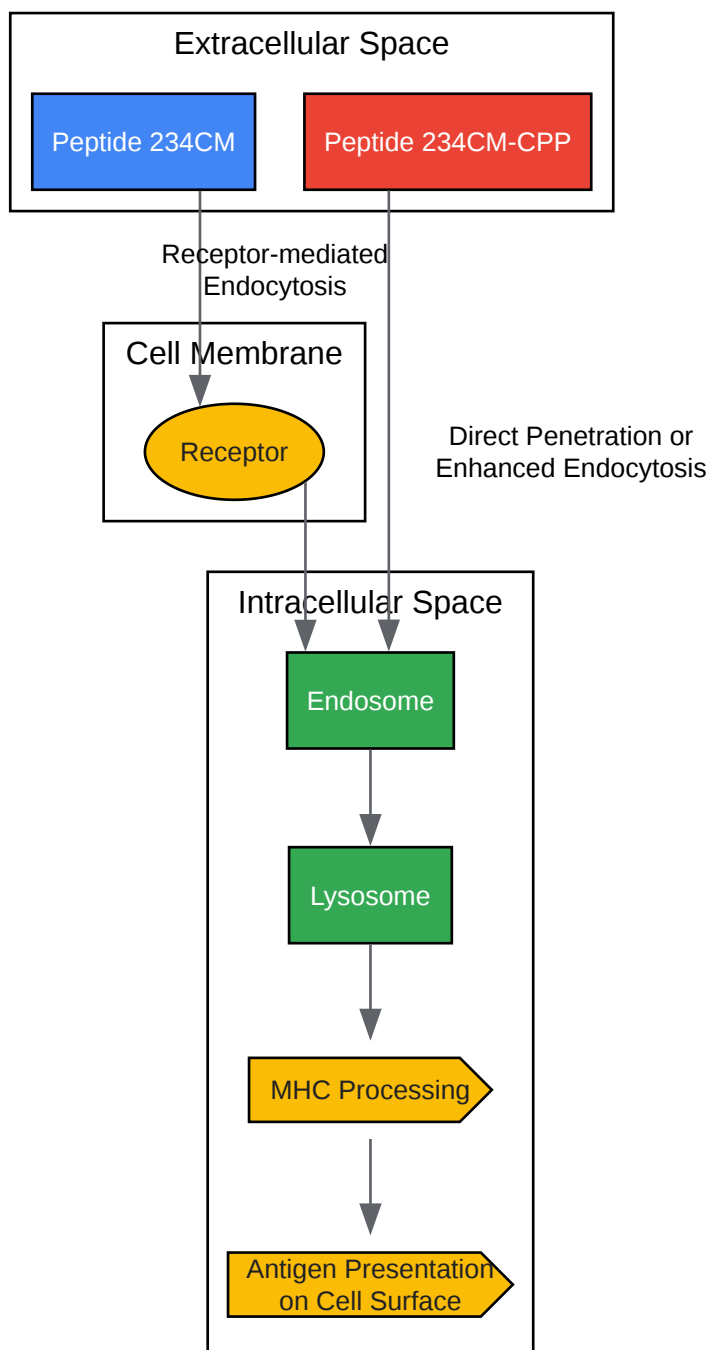 Extracellular Space
Peptide 234CM
Peptide 234CM-CPP
Receptor-mediated
Endocytosis
Cell Membrane
Receptor
Direct Penetration or
Enhanced Endocytosis
Intracellular Space
Endosome
Lysosome
MHC Processing
Antigen Presentation
on Cell Surface